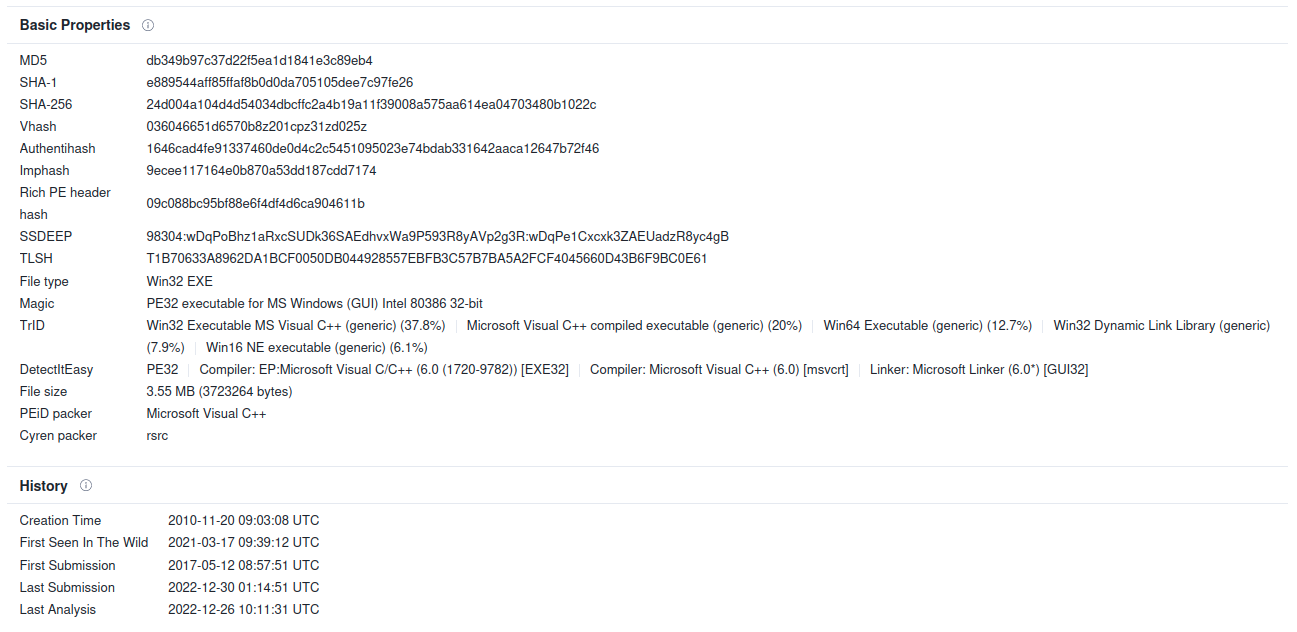 Basic Properties
MD5 db349b97c37d22f5ea1d1841e3c89eb4
SHA-1 e889544aff85ffaf8b0d0da705105dee7c97fe26
SHA-256 24d004a104d4d54034dbcffc2a4b19a11f39008a575aa614ea04703480b1022c
Vhash 036046651d6570b8z201cpz31zd025z
Authentihash 1646cad4fe91337460de0d4c2c5451095023e74bdab331642aaca12647b72f46
Imphash 9ecee117164e0b870a53dd187cdd7174
Rich PE header
hash 09c088bc95bf88e6f4df4d6ca904611b
SSDEEP 98304:wDqPoBhz1aRxcSUDk36SAEdhvxWa9P593R8yAVp2g3R:wDqPe1Cxcxk3ZAEUadzR8yc4gB
TLSH T1B70633A8962DA1BCF0050DB044928557EBFB3C57B7BA5A2FCF4045660D43B6F9BC0E61
File type Win32 EXE
Magic PE32 executable for MS Windows (GUI) Intel 80386 32-bit
TrID Win32 Executable MS Visual C++ (generic) (37.8%) Microsoft Visual C++ compiled executable (generic) (20%) Win64 Executable (generic) (12.7%) Win32 Dynamic Link Library (generic)
(7.9%) Win16 NE executable (generic) (6.1%)
DetectItEasy PE32 Compiler: EP:Microsoft Visual C/C++ (6.0 (1720-9782)) [EXE32] Compiler: Microsoft Visual C++ (6.0) [msvcrt] Linker: Microsoft Linker (6.0*) [GUI32]
File size 3.55 MB (3723264 bytes)
PEiD packer Microsoft Visual C++
Cyren packer rsrc
History
Creation Time 2010-11-20 09:03:08 UTC
First Seen In The Wild 2021-03-17 09:39:12 UTC
First Submission 2017-05-12 08:57:51 UTC
Last Submission 2022-12-30 01:14:51 UTC
Last Analysis 2022-12-26 10:11:31 UTC